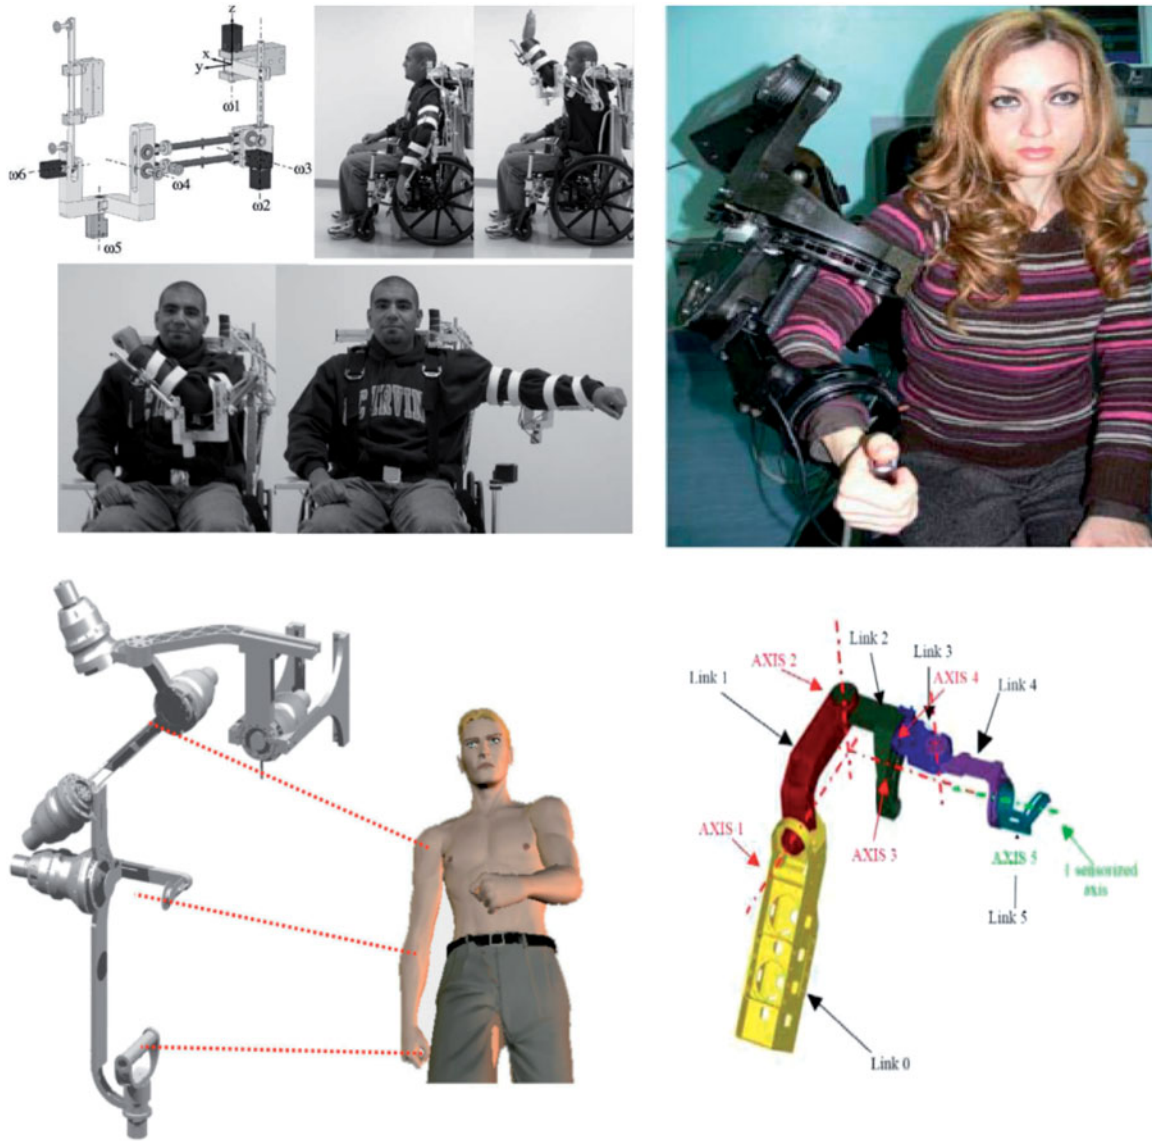 z
x
y
ω1
ω3
ω6
ω4
ω2
ω5
Link 2
Link 3
AXIS 2
AXIS 4
Link 1
Link 4
AXIS 1
AXIS 3
AXIS 5
1 sensorized
axis
Link 5
Link 0